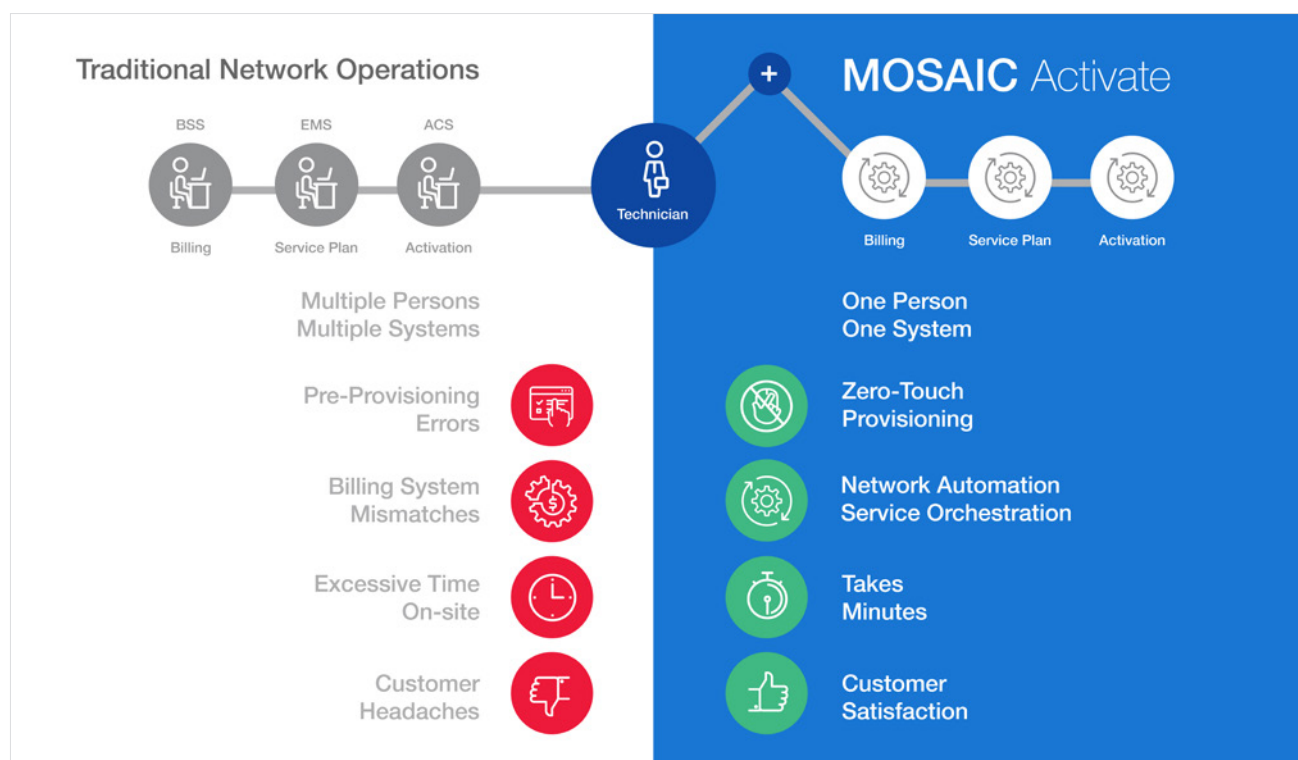 Traditional Network Operations
BSS
EMS
ACS
Billing
Service Plan
Activation
Technician
Multiple Persons
Multiple Systems
Pre-Provisioning
Errors
Billing System
Mismatches
Excessive Time
On-site
Customer
Headaches
+
MOSAIC Activate
Billing
Service Plan
Activation
One Person
One System
Zero-Touch
Provisioning
Network Automation
Service Orchestration
Takes
Minutes
Customer
Satisfaction